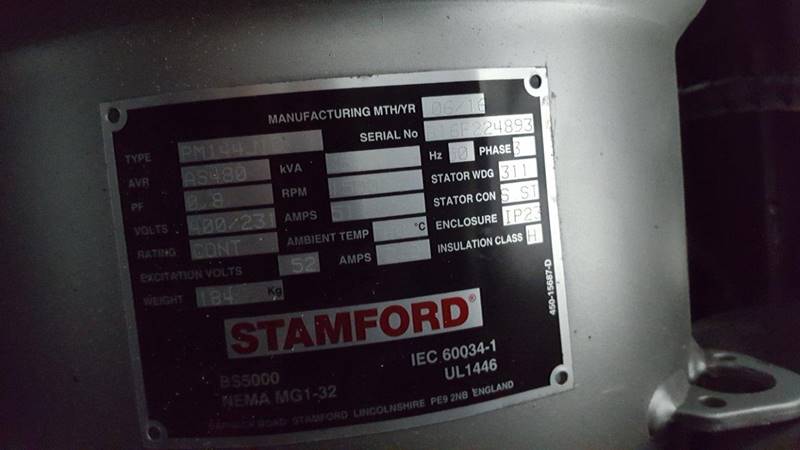 MANUFACTURING MTH/YR 06/16
SERIAL No
TYPE
Hz PHASE 3
AVR AS480 kVA
STATOR WDG 311
PF 0.8 RPM
STATOR CON S ST
VOLTS 400/231 AMPS
ENCLOSURE IP23
RATING CONT AMBIENT TEMP °C
INSULATION CLASS H
EXCITATION VOLTS 52 AMPS
WEIGHT 184 Kg
450-15687-D
STAMFORD®
BS5000 IEC 60034-1
NEMA MG1-32 UL1446
ROAD STAMFORD LINCOLNSHIRE PE9 2NB ENGLAND